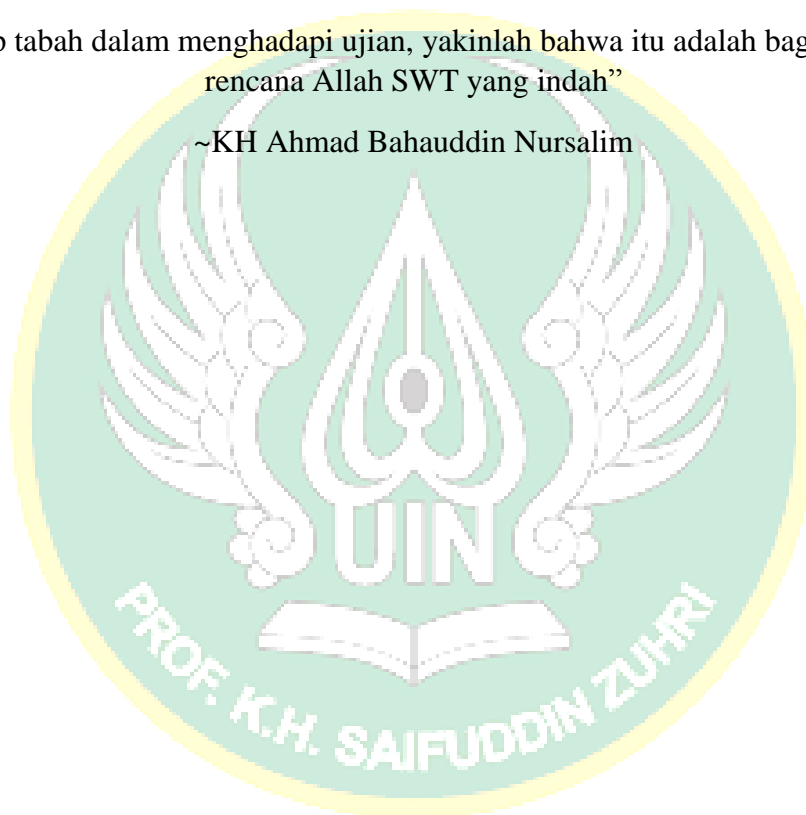 tabah dalam menghadapi ujian, yakinlah bahwa itu adalah
rencana Allah SWT yang indah”
~KH Ahmad Bahauddin Nursalim
UIN
PROF. K.H. SAIFUDDIN ZUHRI